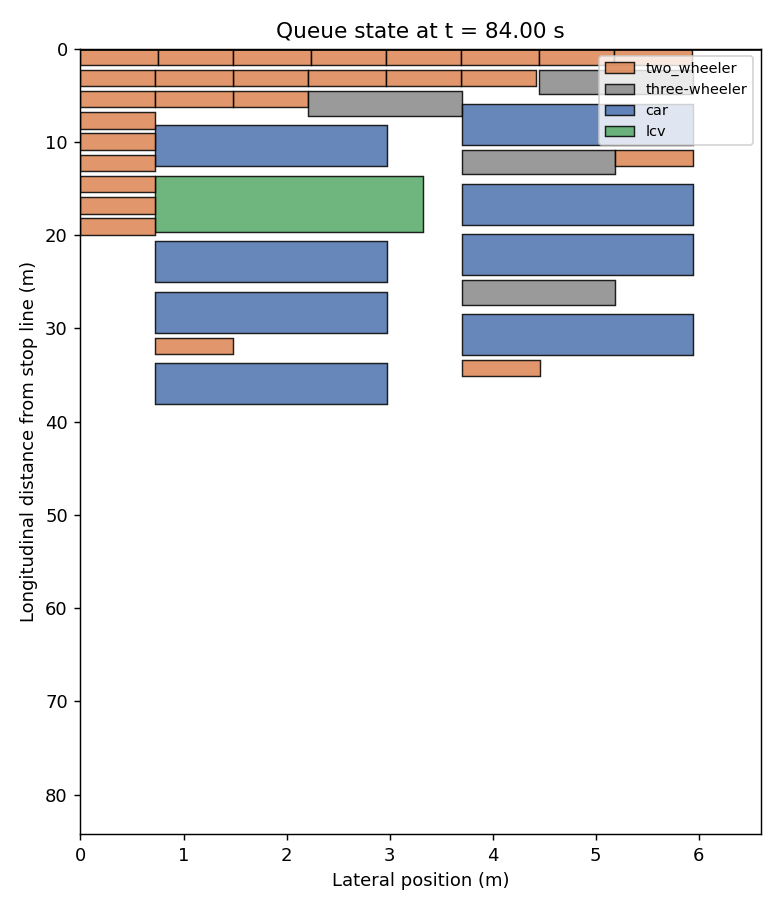 Queue state at t = 84.00 s
two_wheeler
three-wheeler
car
lcv
Longitudinal distance from stop line (m)
0
10
20
30
40
50
60
70
80
0 1 2 3 4 5 6
Lateral position (m)